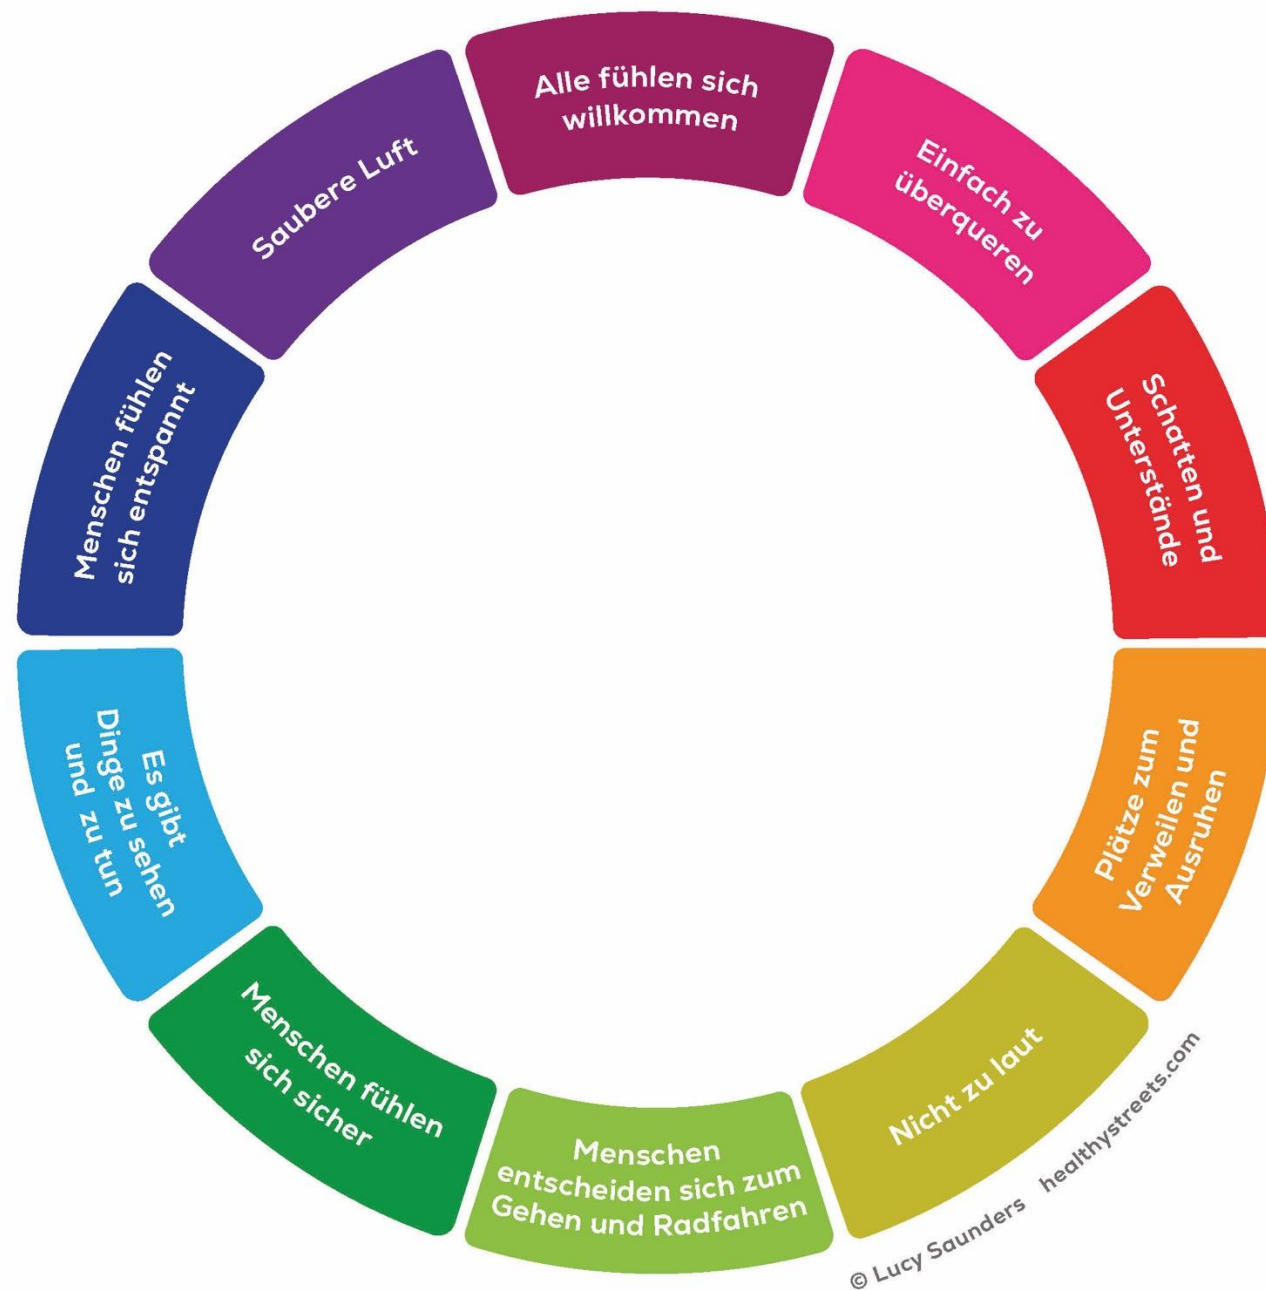 Alle fühlen sich
willkommen
Einfach zu
überqueren
Schatten und
Unterstände
Plätze zum
Verweilen und
Ausruhen
Nicht zu laut
Menschen
entscheiden sich zum
Gehen und Radfahren
Menschen fühlen
sich sicher
Es gibt
Dinge zu sehen
und zu tun
Menschen fühlen
sich entspannt
Saubere Luft
© Lucy Saunders healthystreets.com